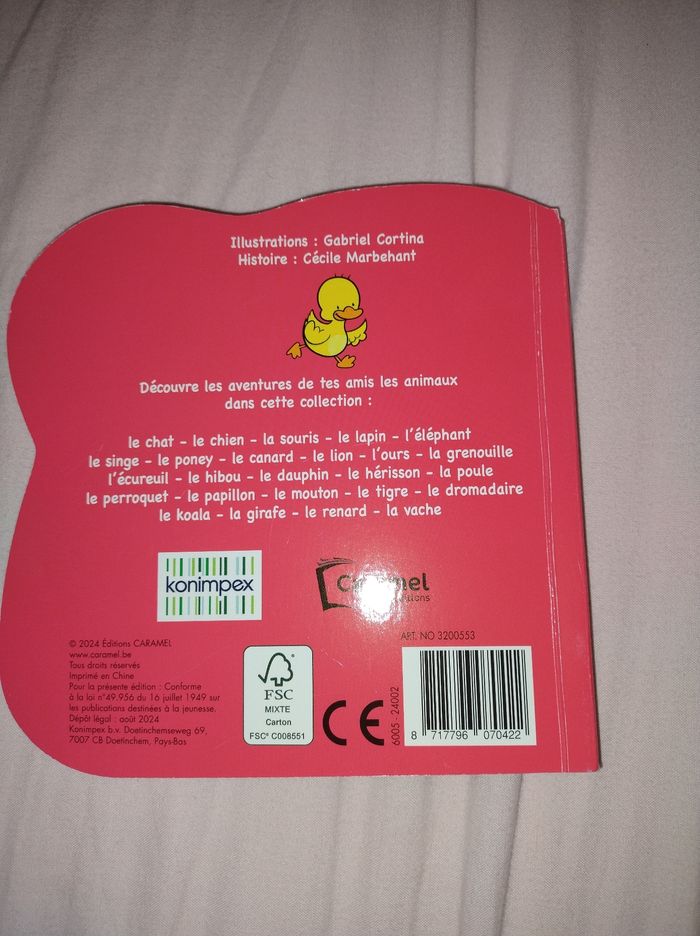 Illustrations : Gabriel Cortina
Histoire : Cécile Marbehant
Découvre les aventures de tes amis les animaux
dans cette collection :
le chat - le chien - la souris - le lapin - l'éléphant
le singe - le poney - le canard - le lion - l'ours - la grenouille
l'écureuil - le hibou - le dauphin - le hérisson - la poule
le perroquet - le papillon - le mouton - le tigre - le dromadaire
le koala - la girafe - le renard - la vache
konimpex
ART. NO 3200553
© 2024 Éditions CARAMEL
www.caramel.be
Tous droits réservés
Imprimé en Chine
Pour la présente édition : Conforme
à la loi n°49.956 du 16 juillet 1949 sur
les publications destinées à la jeunesse.
Dépôt légal : août 2024
Konimpex b.v. Doetinchemseweg 69,
7007 CB Doetinchem, Pays-Bas
FSC
MIXTE
Carton
FSC® C008551
CE
6005 - 24002
8 717796 070422